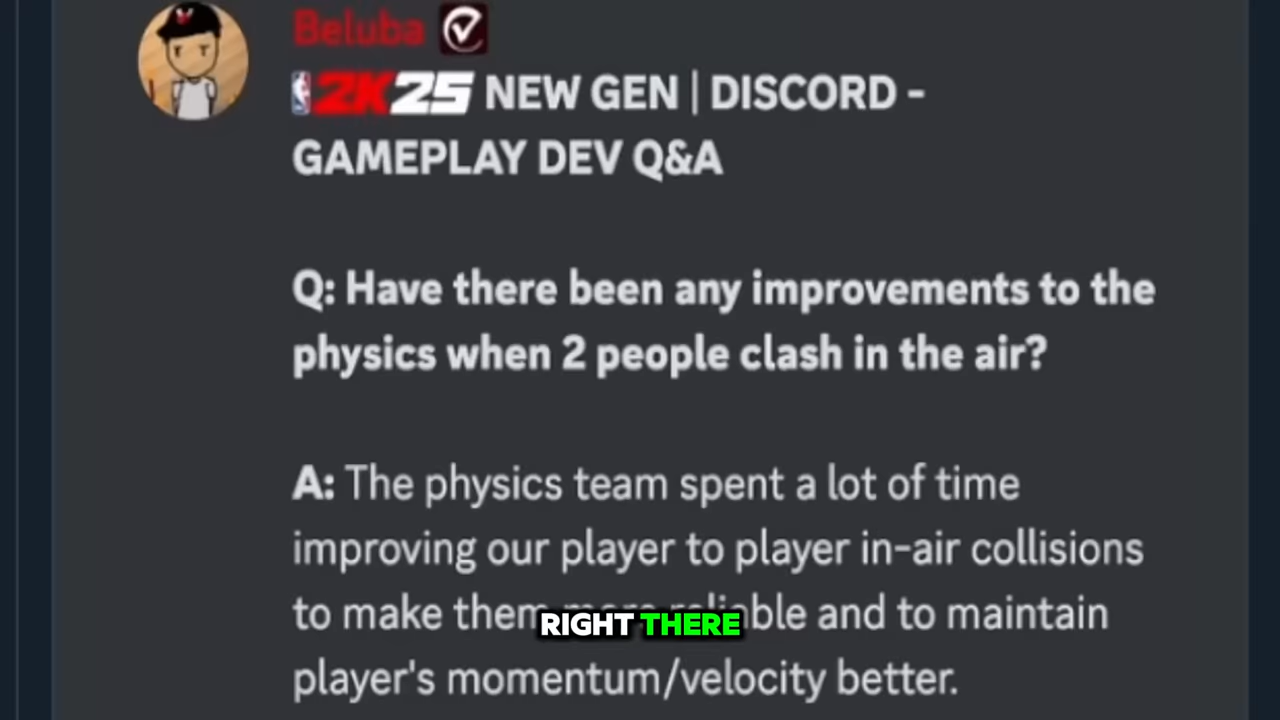 Beluba
2K25 NEW GEN | DISCORD -
GAMEPLAY DEV Q&A
Q: Have there been any improvements to the
physics when 2 people clash in the air?
A: The physics team spent a lot of time
improving our player to player in-air collisions
to make them more reliable and to maintain
RIGHT THERE
player's momentum/velocity better.